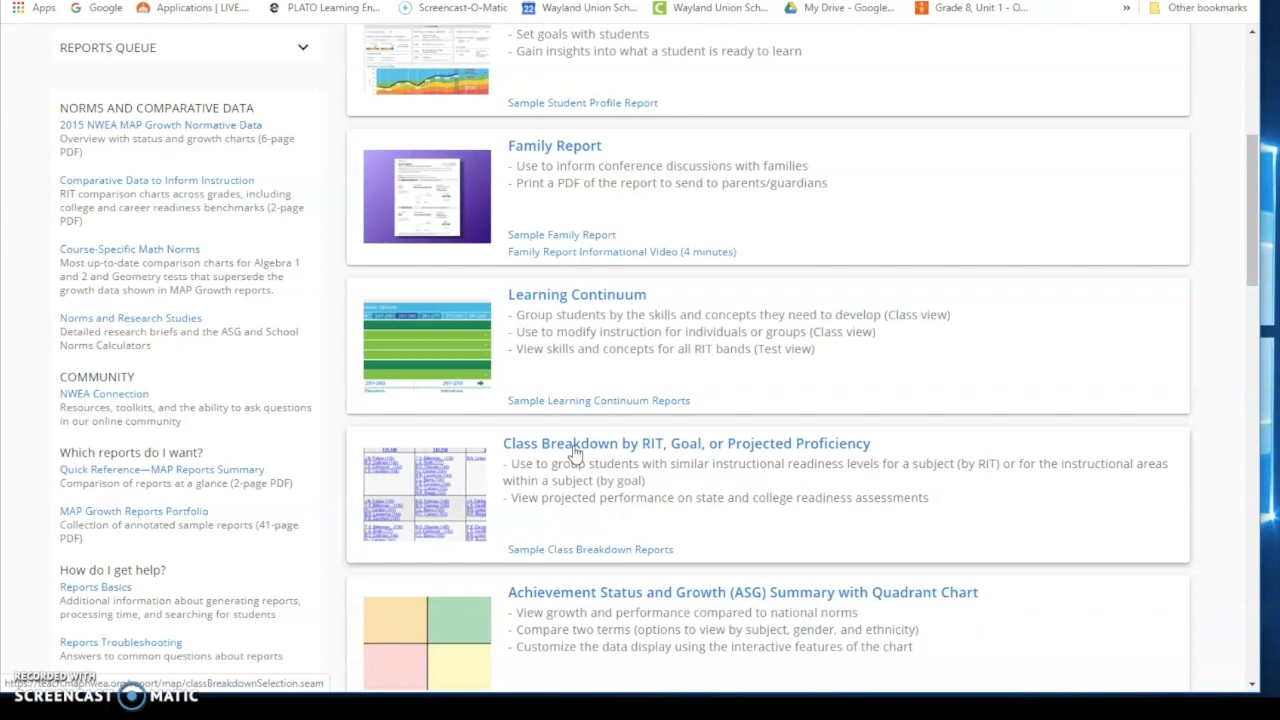 Apps
Google
Applications | LIVE...
PLATO Learning En...
Screencast-O-Matic
22
Wayland Union Sch...
Wayland Union Sch...
My Drive - Google...
Grade 8, Unit 1 - O...
»
Other bookmarks
REPORTS QUEUE
NORMS AND COMPARATIVE DATA
2015 NWEA MAP Growth Normative Data
Overview with status and growth charts (6-page
PDF)
Comparative Data to Inform Instruction
RIT comparison charts across grades, including
college and career readiness benchmarks (2-page
PDF)
Course-Specific Math Norms
Most up-to-date comparison charts for Algebra 1
and 2 and Geometry tests that supersede the
growth data shown in MAP Growth reports.
Norms and Research Studies
Detailed research briefs and the ASG and School
Norms Calculators
COMMUNITY
NWEA Connection
Resources, toolkits, and the ability to ask questions
in our online community
Which reports do I want?
Quick Reference—MAP Reports Summary
Comparison of reports at a glance (2-page PDF)
MAP Growth Reports Portfolio
Collection of annotated sample reports (41-page
PDF)
How do I get help?
Reports Basics
Additional information about generating reports,
processing time, and searching for students
Reports Troubleshooting
Answers to common questions about reports
- Set goals with students
- Gain insights into what a student is ready to learn
Sample Student Profile Report
Family Report
- Use to inform conference discussions with families
- Print a PDF of the report to send to parents/guardians
Sample Family Report
Family Report Informational Video (4 minutes)
Learning Continuum
- Group students by the skills and concepts they need to develop (Class view)
- Use to modify instruction for individuals or groups (Class view)
- View skills and concepts for all RIT bands (Test view)
Sample Learning Continuum Reports
Class Breakdown by RIT, Goal, or Projected Proficiency
- Use to group students with similar instructional readiness levels for a subject (by RIT) or for the instructional areas
within a subject (by goal)
- View projected performance on state and college readiness assessments
Sample Class Breakdown Reports
Achievement Status and Growth (ASG) Summary with Quadrant Chart
- View growth and performance compared to national norms
- Compare two terms (options to view by subject, gender, and ethnicity)
- Customize the data display using the interactive features of the chart
RECORDED WITH
https://teach.mapnwea.org/report/map/classBreakdownSelection.seam
SCREENCAST MATIC